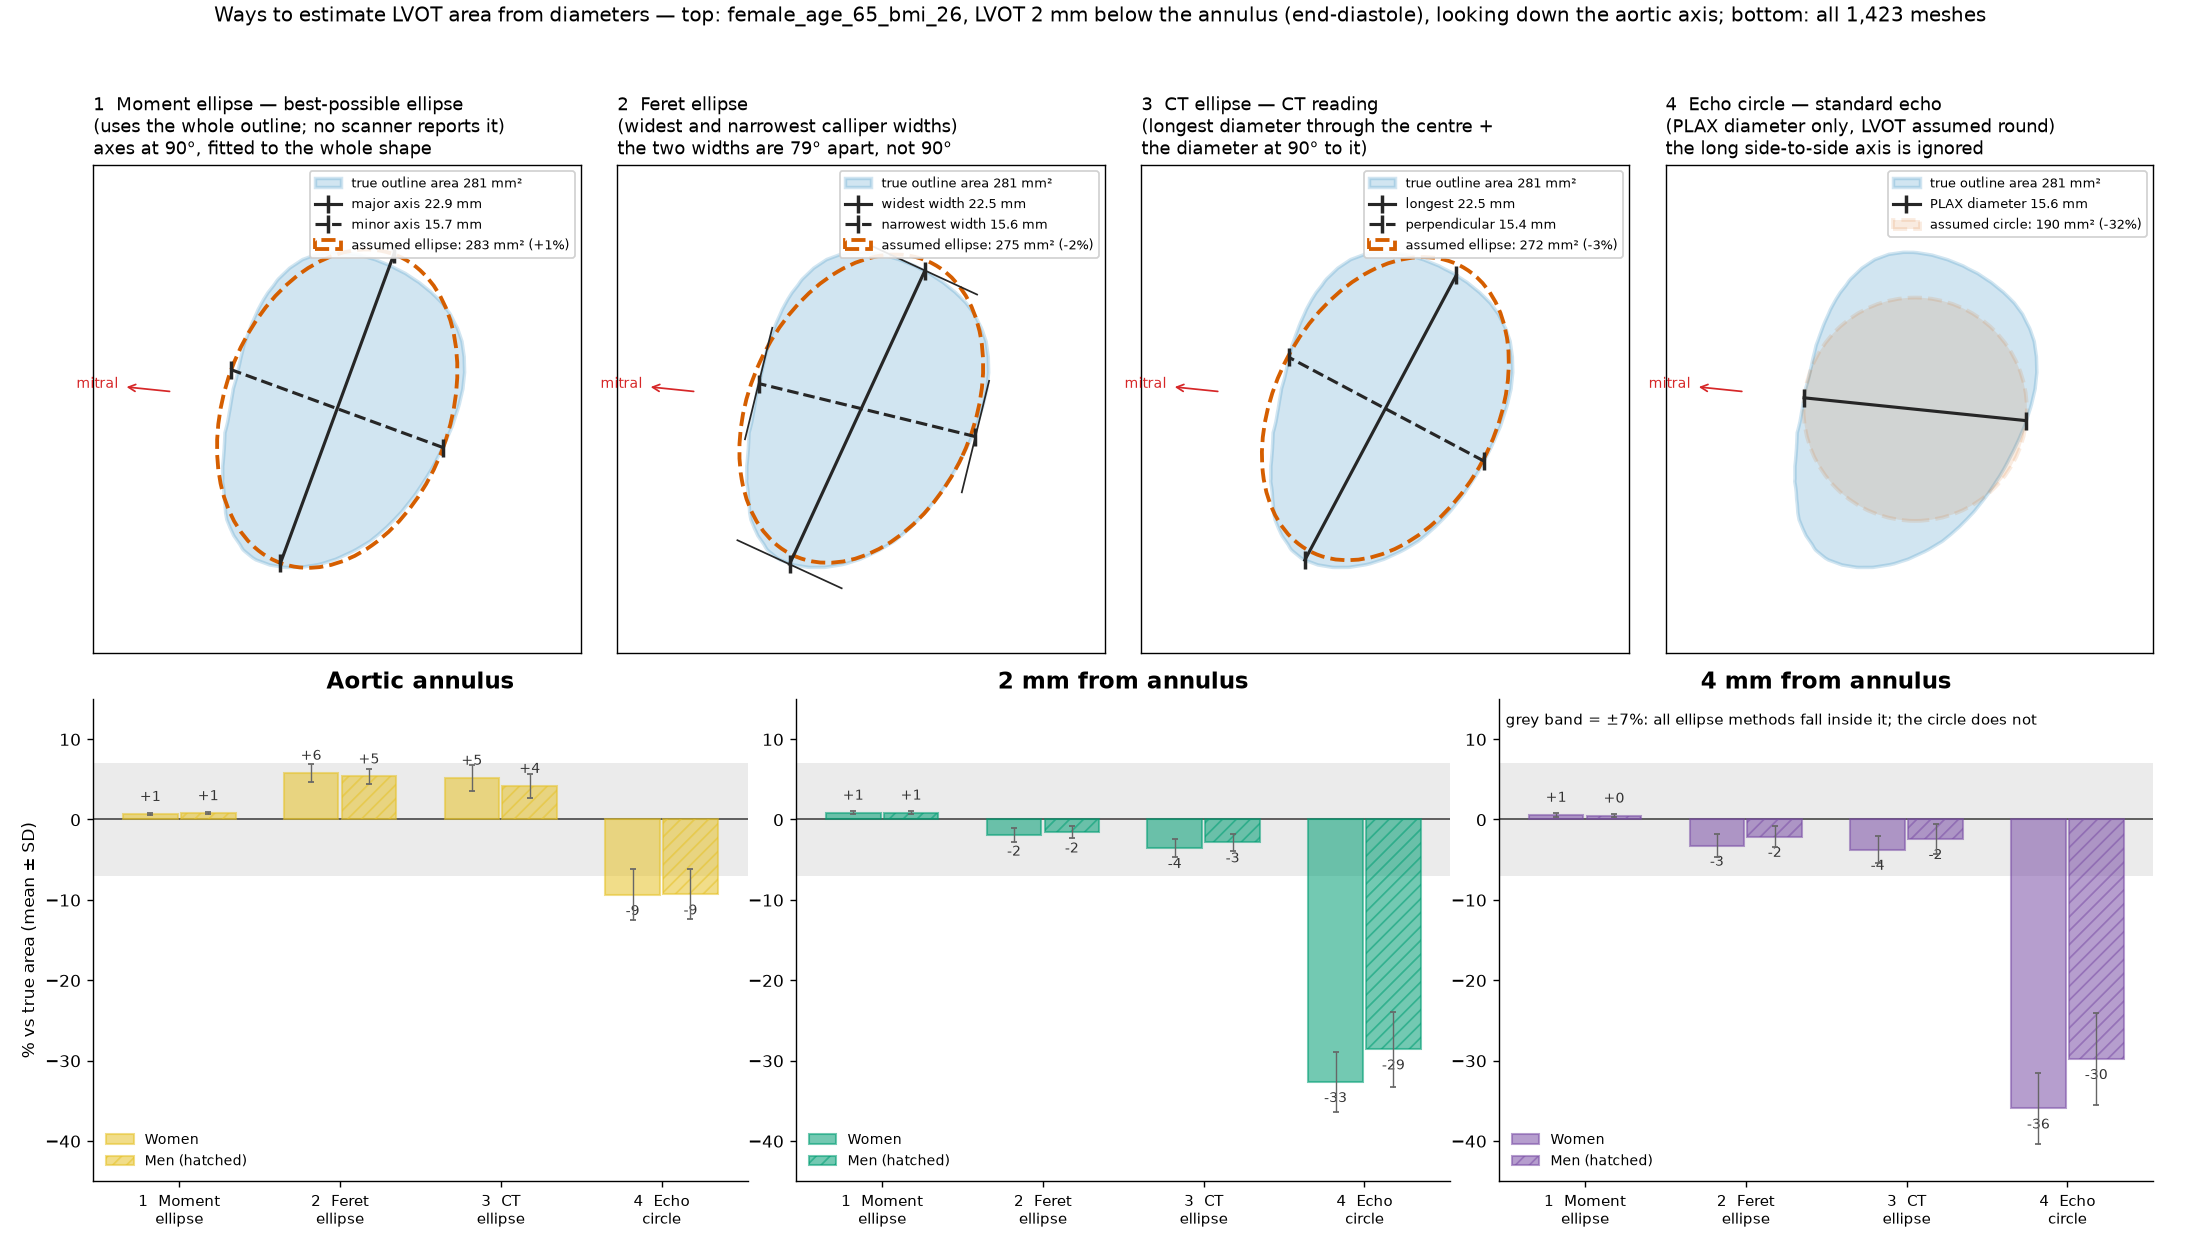 Ways to estimate LVOT area from diameters — top: female_age_65_bmi_26, LVOT 2 mm below the annulus (end-diastole), looking down the aortic axis; bottom: all 1,423 meshes
1  Moment ellipse — best-possible ellipse
(uses the whole outline; no scanner reports it)
axes at 90°, fitted to the whole shape
true outline area 281 mm²
major axis 22.9 mm
minor axis 15.7 mm
assumed ellipse: 283 mm² (+1%)
mitral
2  Feret ellipse
(widest and narrowest calliper widths)
the two widths are 79° apart, not 90°
true outline area 281 mm²
widest width 22.5 mm
narrowest width 15.6 mm
assumed ellipse: 275 mm² (-2%)
mitral
3  CT ellipse — CT reading
(longest diameter through the centre +
the diameter at 90° to it)
true outline area 281 mm²
longest 22.5 mm
perpendicular 15.4 mm
assumed ellipse: 272 mm² (-3%)
mitral
4  Echo circle — standard echo
(PLAX diameter only, LVOT assumed round)
the long side-to-side axis is ignored
true outline area 281 mm²
PLAX diameter 15.6 mm
assumed circle: 190 mm² (-32%)
mitral
Aortic annulus
% vs true area (mean ± SD)
10
0
−10
−20
−30
−40
+1
+1
+6
+5
+5
+4
-9
-9
Women
Men (hatched)
1  Moment
ellipse
2  Feret
ellipse
3  CT
ellipse
4  Echo
circle
2 mm from annulus
10
0
−10
−20
−30
−40
+1
+1
-2
-2
-4
-3
-33
-29
Women
Men (hatched)
1  Moment
ellipse
2  Feret
ellipse
3  CT
ellipse
4  Echo
circle
4 mm from annulus
grey band = ±7%: all ellipse methods fall inside it; the circle does not
10
0
−10
−20
−30
−40
+1
+0
-3
-2
-4
-2
-36
-30
Women
Men (hatched)
1  Moment
ellipse
2  Feret
ellipse
3  CT
ellipse
4  Echo
circle